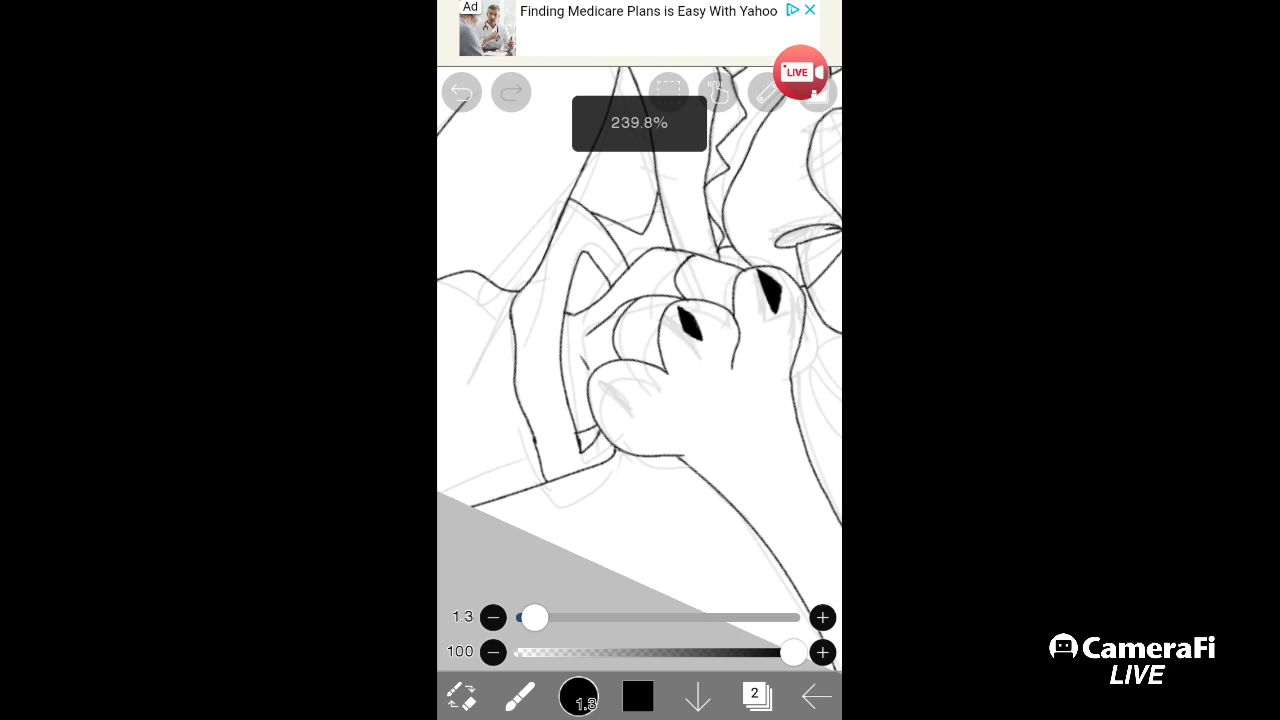 Ad
Finding Medicare Plans is Easy With Yahoo
LIVE
239.8%
1.3
100
1.3
2
CameraFi
LIVE